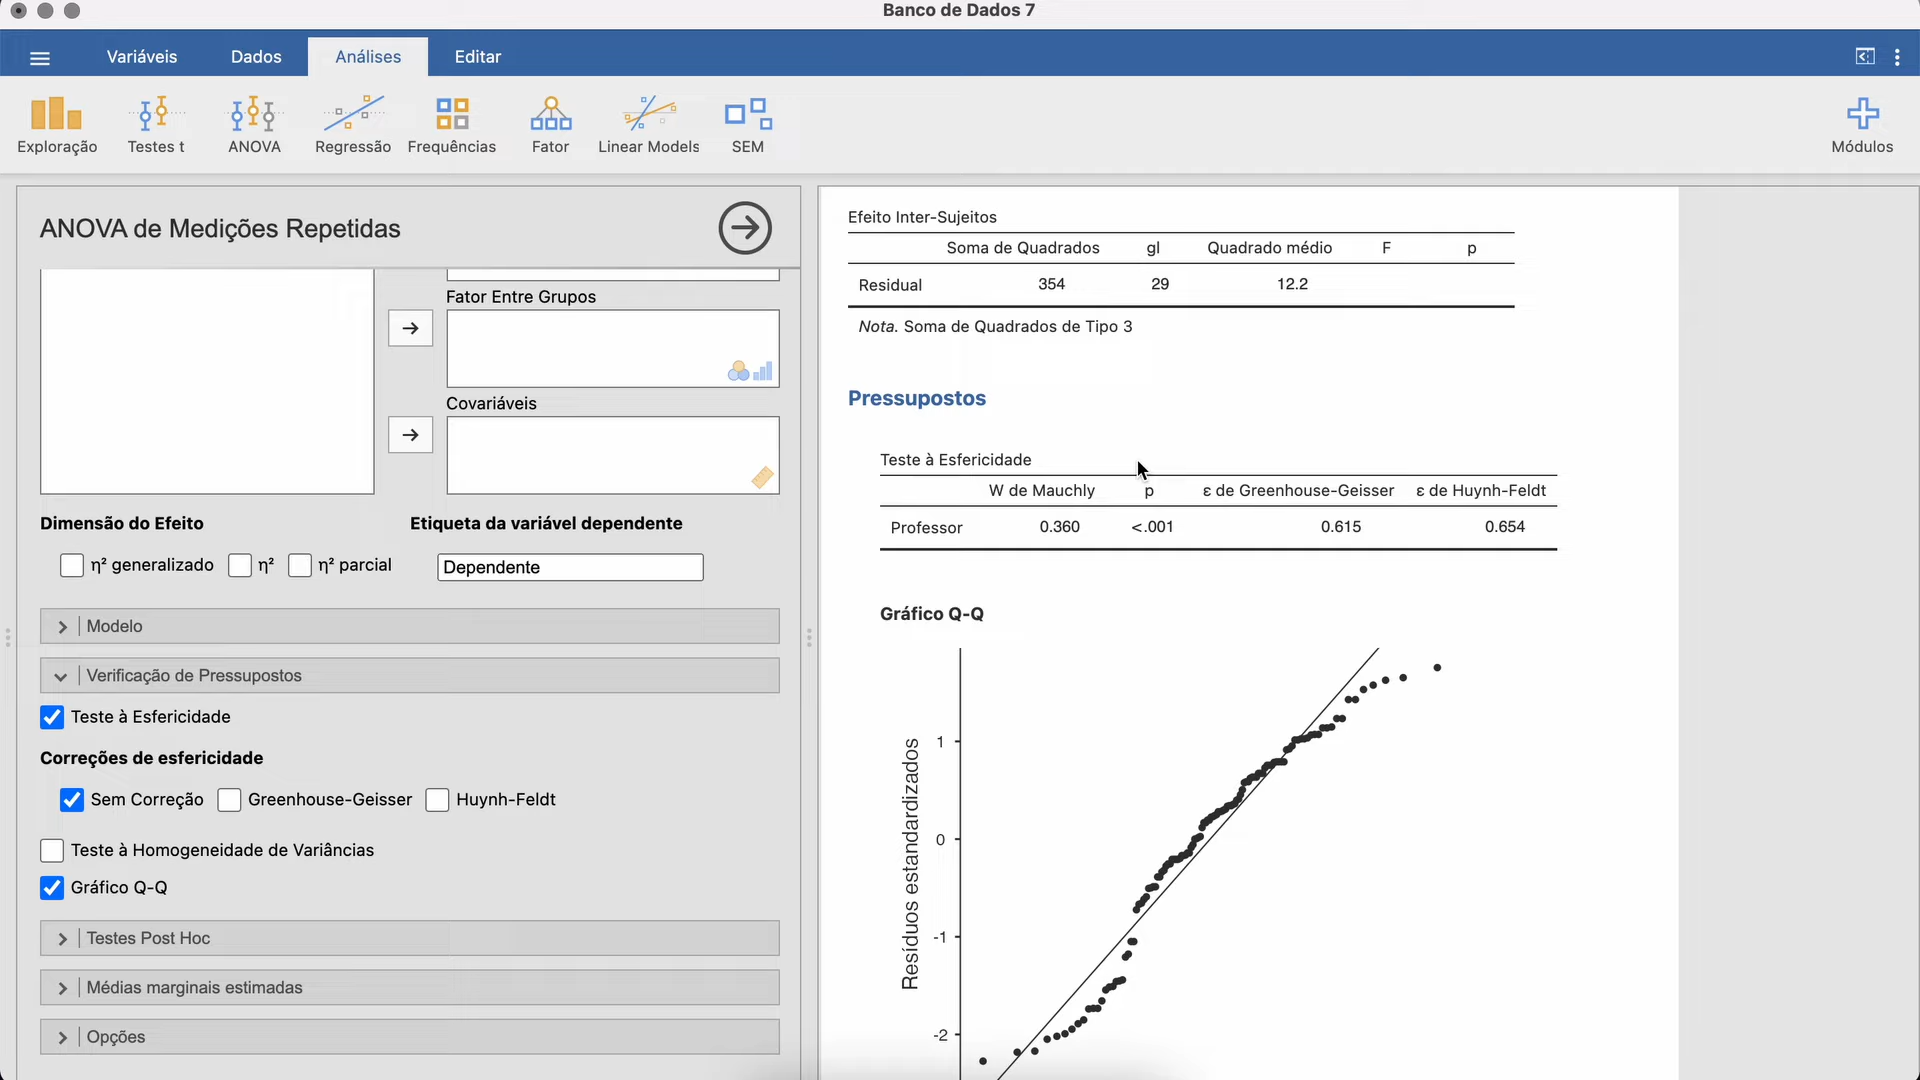 Banco de Dados 7
Variáveis Dados Análises Editar
Exploração Testes t ANOVA Regressão Frequências Fator Linear Models SEM Módulos
ANOVA de Medições Repetidas
Fator Entre Grupos
Covariáveis
Dimensão do Efeito Etiqueta da variável dependente
η² generalizado η² η² parcial Dependente
Modelo
Verificação de Pressupostos
Teste à Esfericidade
Correções de esfericidade
Sem Correção Greenhouse-Geisser Huynh-Feldt
Teste à Homogeneidade de Variâncias
Gráfico Q-Q
Testes Post Hoc
Médias marginais estimadas
Opções
Efeito Inter-Sujeitos
Soma de Quadrados gl Quadrado médio F p
Residual 354 29 12.2
Nota. Soma de Quadrados de Tipo 3
Pressupostos
Teste à Esfericidade
W de Mauchly p ε de Greenhouse-Geisser ε de Huynh-Feldt
Professor 0.360 <.001 0.615 0.654
Gráfico Q-Q
Resíduos estandardizados
1
0
-1
-2